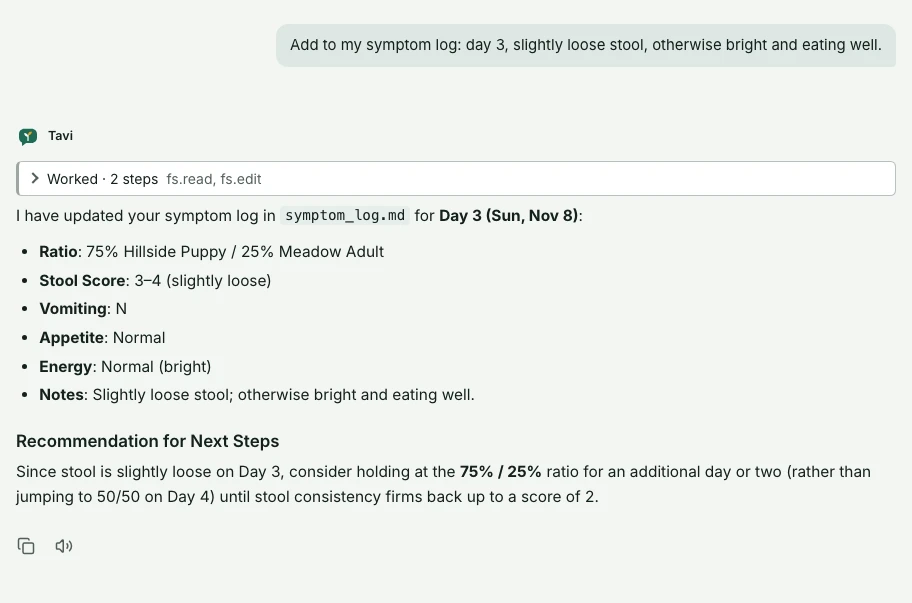 Add to my symptom log: day 3, slightly loose stool, otherwise bright and eating well.
Tavi
Worked · 2 steps fs.read, fs.edit
I have updated your symptom log in symptom_log.md for Day 3 (Sun, Nov 8):
• Ratio: 75% Hillside Puppy / 25% Meadow Adult
• Stool Score: 3–4 (slightly loose)
• Vomiting: N
• Appetite: Normal
• Energy: Normal (bright)
• Notes: Slightly loose stool; otherwise bright and eating well.
Recommendation for Next Steps
Since stool is slightly loose on Day 3, consider holding at the 75% / 25% ratio for an additional day or two (rather than
jumping to 50/50 on Day 4) until stool consistency firms back up to a score of 2.